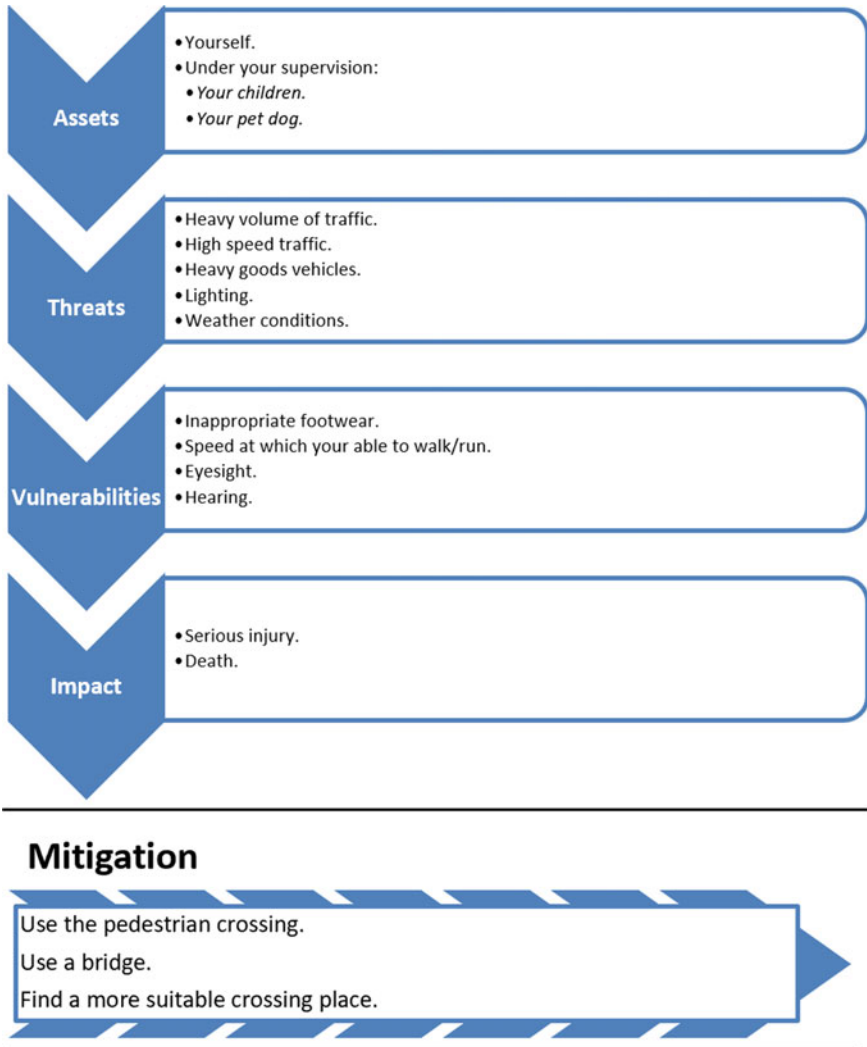 Assets
•Yourself.
•Under your supervision:
•Your children.
•Your pet dog.
Threats
•Heavy volume of traffic.
•High speed traffic.
•Heavy goods vehicles.
•Lighting.
•Weather conditions.
Vulnerabilities
•Inappropriate footwear.
•Speed at which your able to walk/run.
•Eyesight.
•Hearing.
Impact
•Serious injury.
•Death.
Mitigation
Use the pedestrian crossing.
Use a bridge.
Find a more suitable crossing place.